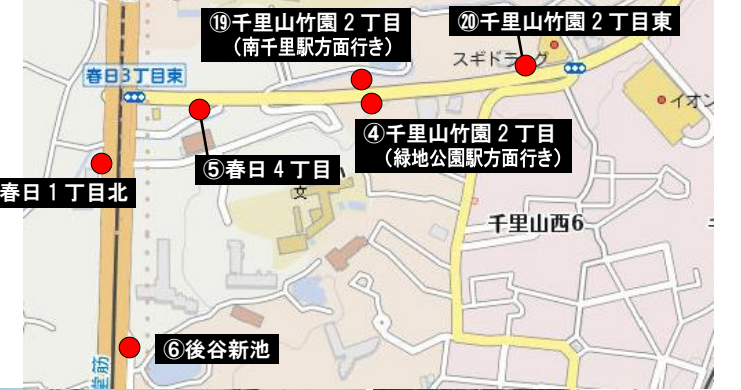 ⑲千里山竹園2丁目
（南千里駅方面行き）
⑳千里山竹園2丁目東
スギドラッグ
春日3丁目東
イオン
④千里山竹園2丁目
（緑地公園駅方面行き）
⑤春日4丁目
春日1丁目北
文
千里山西6
⑥後谷新池
堂筋